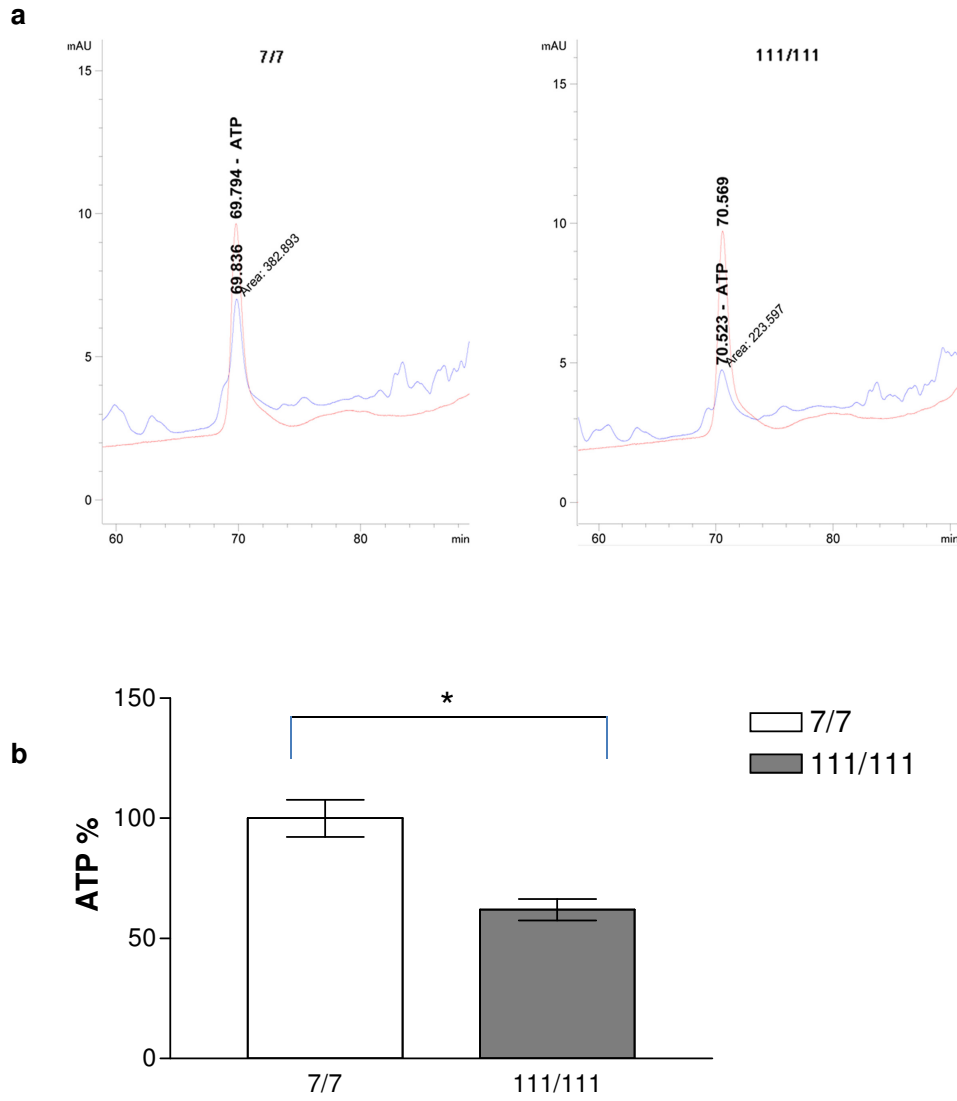 a
mAU
7/7
15
10
5
0
69.794 - ATP
69.836
Area: 382.893
60 70 80 min
mAU
111/111
15
10
5
0
70.569
70.523 - ATP
Area: 223.597
60 70 80 min
b
ATP %
150
100
50
0
*
7/7
111/111
7/7
111/111